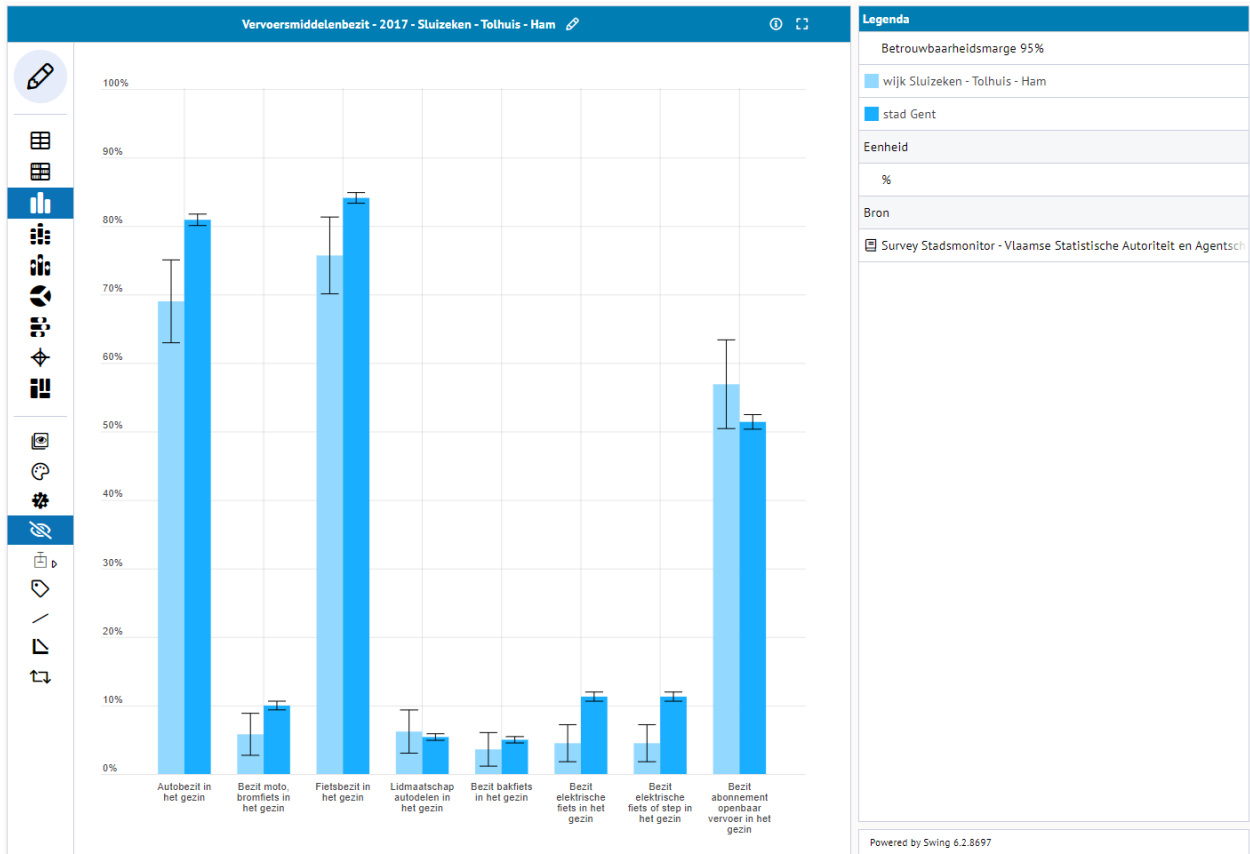 Vervoersmiddelenbezit - 2017 - Sluizeken - Tolhuis - Ham
100%
90%
80%
70%
60%
50%
40%
30%
20%
10%
0%
Autobezit in
het gezin
Bezit moto,
bromfiets in
het gezin
Fietsbezit in
het gezin
Lidmaatschap
autodelen in
het gezin
Bezit bakfiets
in het gezin
Bezit
elektrische
fiets in het
gezin
Bezit
elektrische
fiets of step in
het gezin
Bezit
abonnement
openbaar
vervoer in het
gezin
Legenda
Betrouwbaarheidsmarge 95%
wijk Sluizeken - Tolhuis - Ham
stad Gent
Eenheid
%
Bron
Survey Stadsmonitor - Vlaamse Statistische Autoriteit en Agentsch
Powered by Swing 6.2.8697